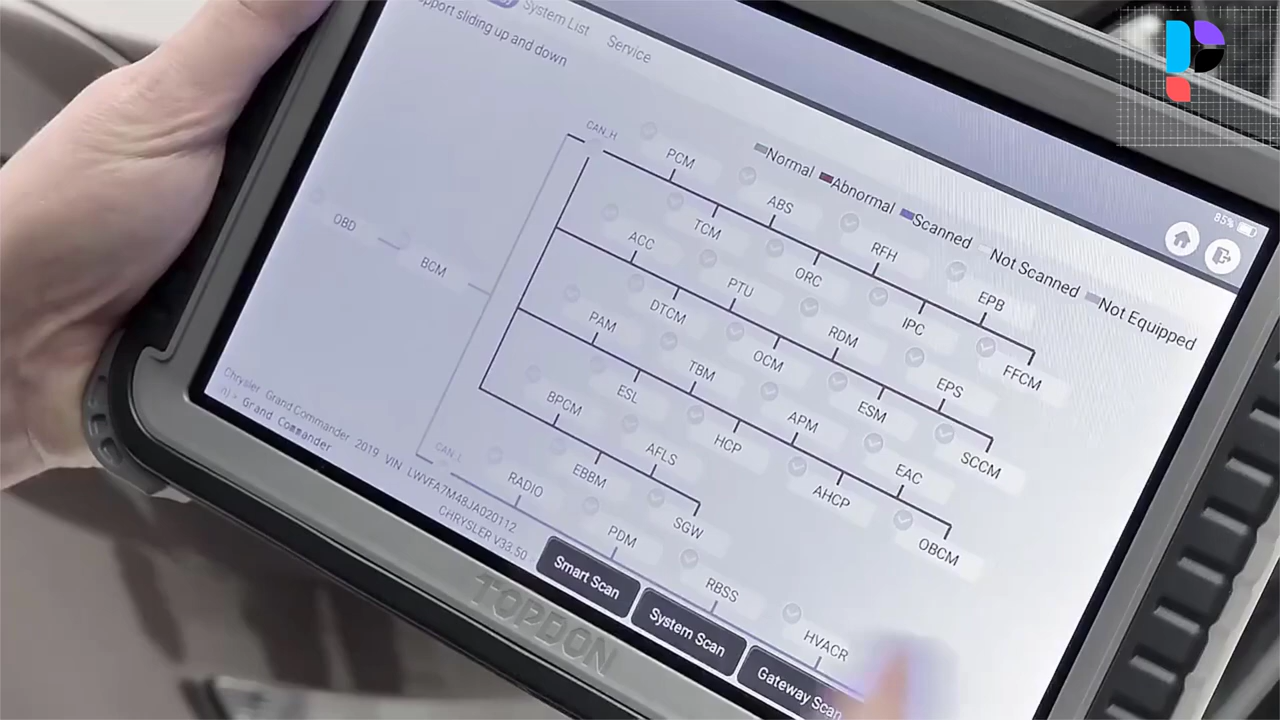 System List
Service
pport sliding up and down
85%
Normal
Abnormal
Scanned
Not Scanned
Not Equipped
CAN_H
PCM
ABS
RFH
EPB
TCM
ORC
IPC
FFCM
OBD
BCM
ACC
PTU
RDM
EPS
DTCM
OCM
ESM
SCCM
PAM
TBM
APM
EAC
ESL
HCP
AHCP
OBCM
BPCM
AFLS
EBBM
SGW
CAN_L
RADIO
PDM
RBSS
HVACR
Chrysler Grand Commander 2019 VIN LWVFA7M48JA020112
n) > Grand Commander
CHRYSLER V33.50
Smart Scan
System Scan
Gateway Scan
TOPDON